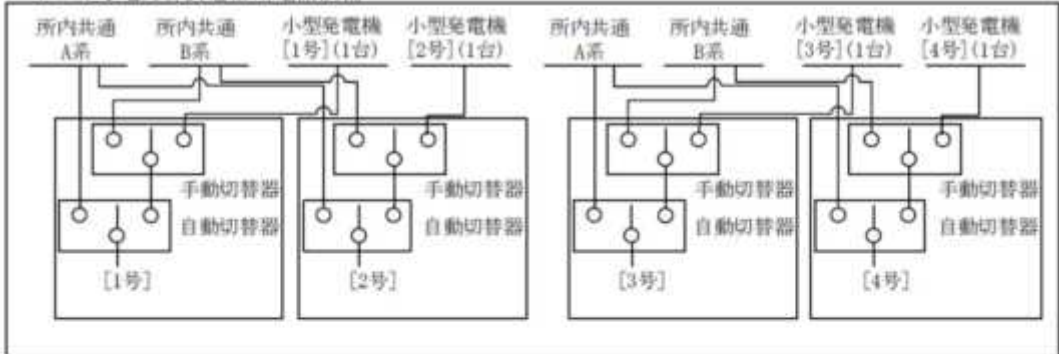 所内共通 所内共通 小型発電機 小型発電機 所内共通 所内共通 小型発電機 小型発電機
A系 B系 [1号](1台) [2号](1台) A系 B系 [3号](1台) [4号](1台)
手動切替器 手動切替器 手動切替器 手動切替器
自動切替器 自動切替器 自動切替器 自動切替器
[1号] [2号] [3号] [4号]